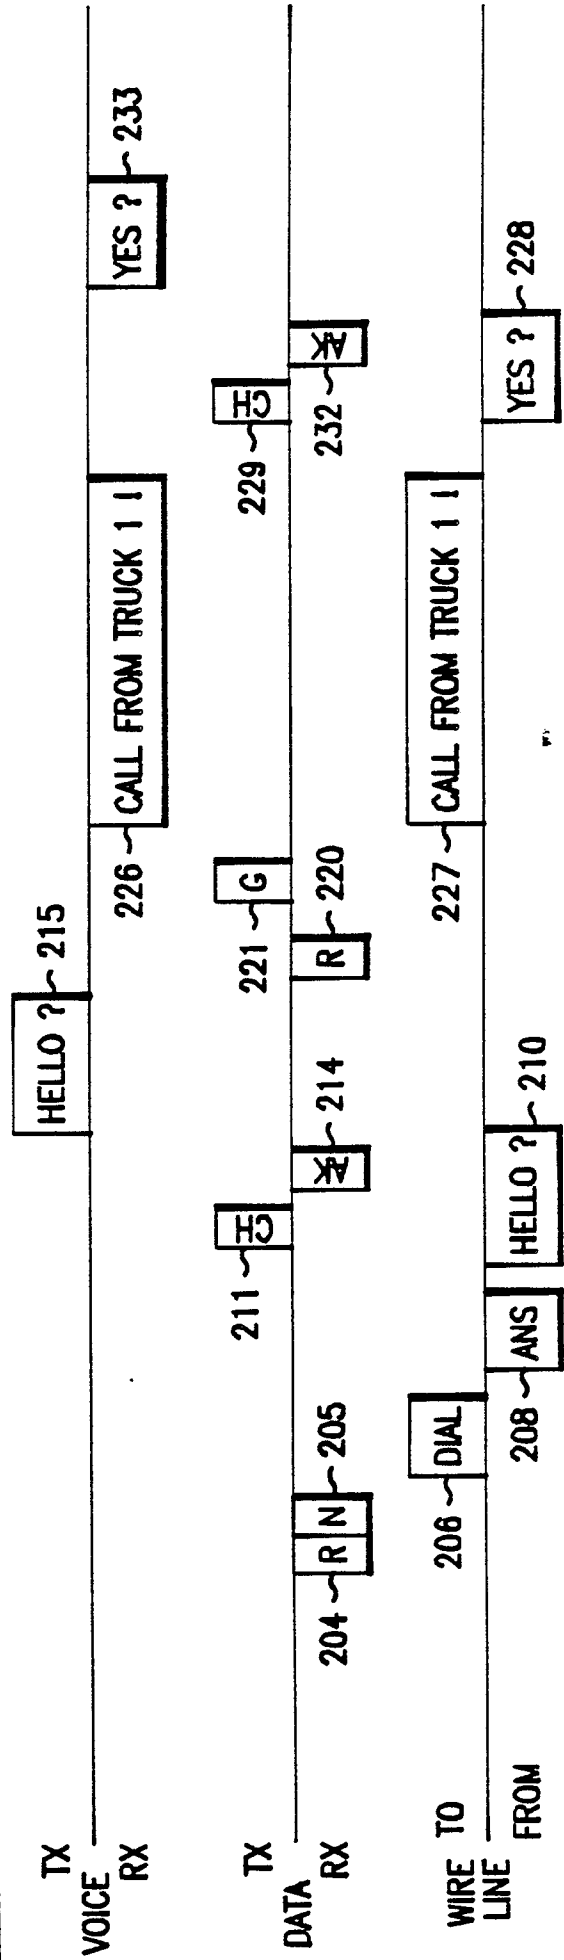 TX
VOICE
RX
HELLO ? 215
226 CALL FROM TRUCK 1 !
YES ? 233
TX
DATA
RX
204 R N 205
211 CH
AK 214
R 220
221 G
229 CH
232 AK
WIRE TO
LINE
FROM
206 DIAL
208 ANS
HELLO ? 210
227 CALL FROM TRUCK 1 !
YES ? 228